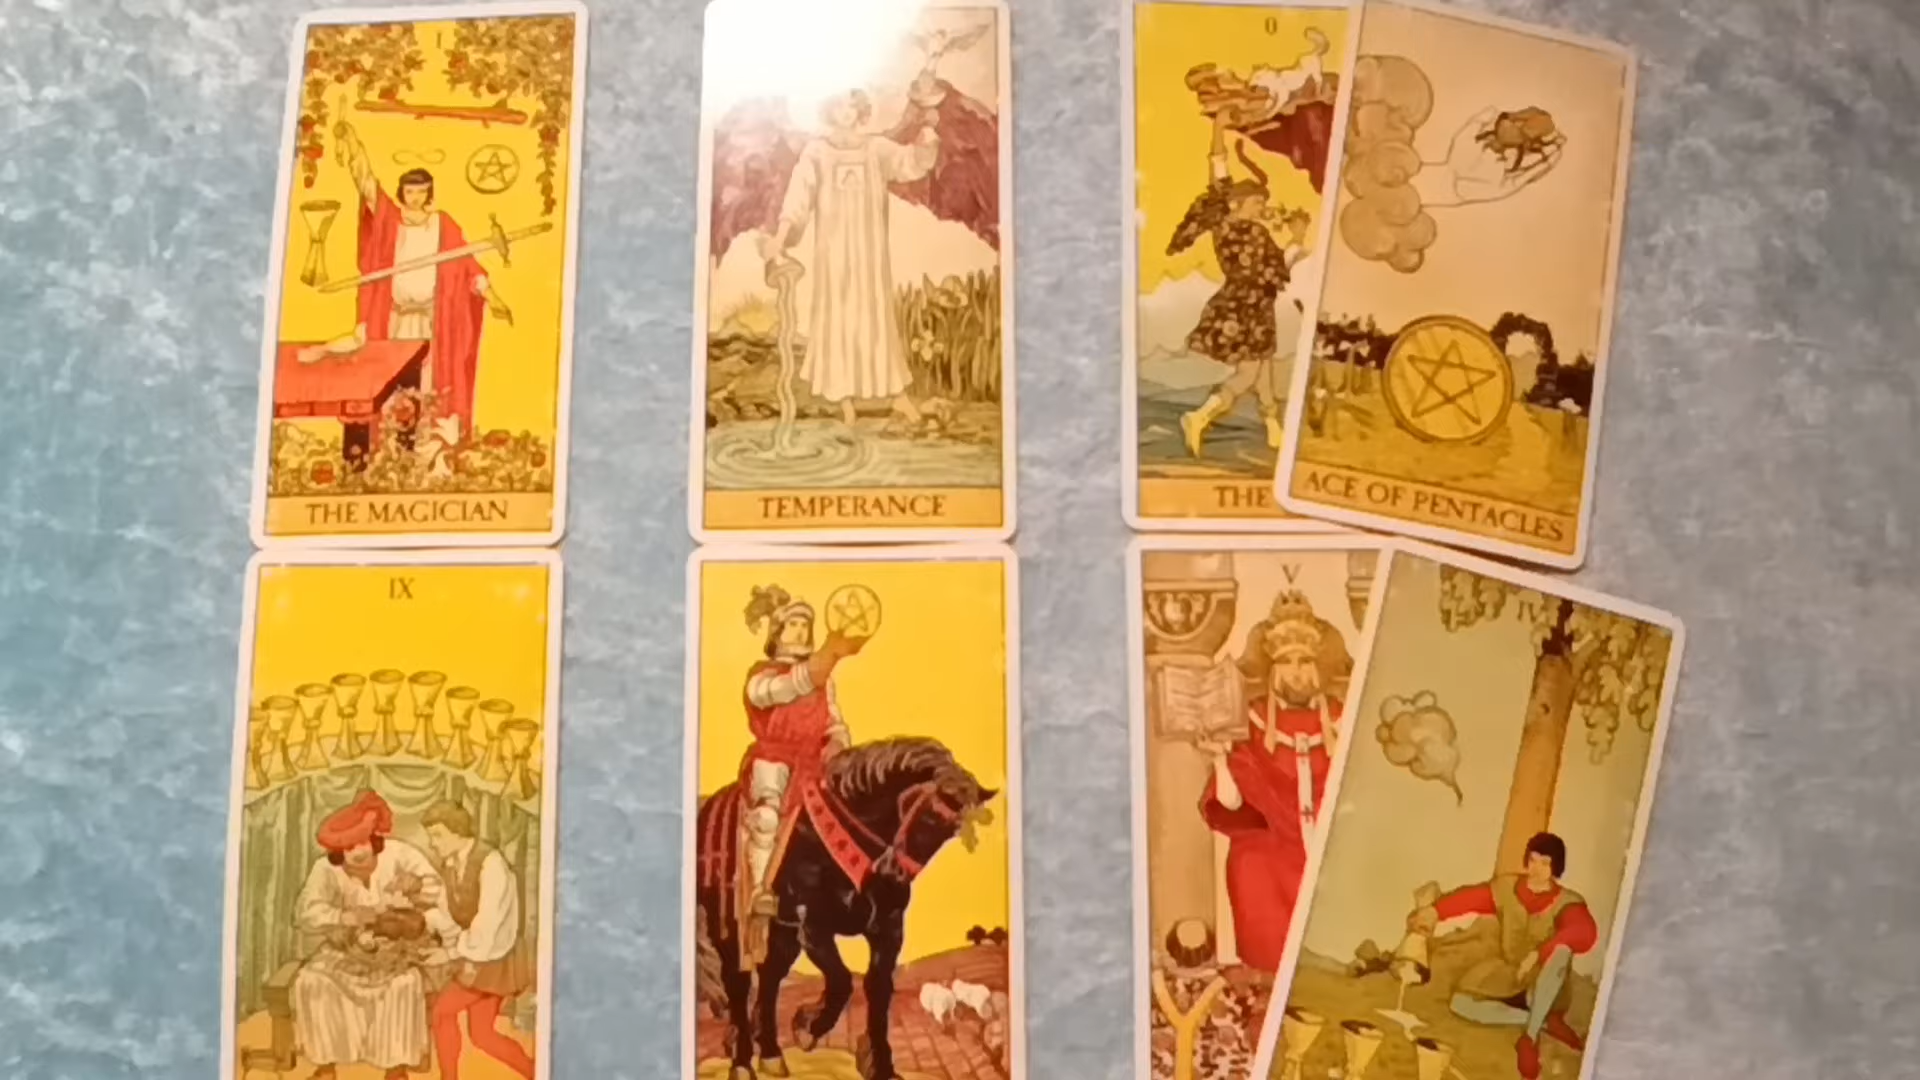 I
0
THE MAGICIAN
TEMPERANCE
THE
ACE OF PENTACLES
IX
V
IV